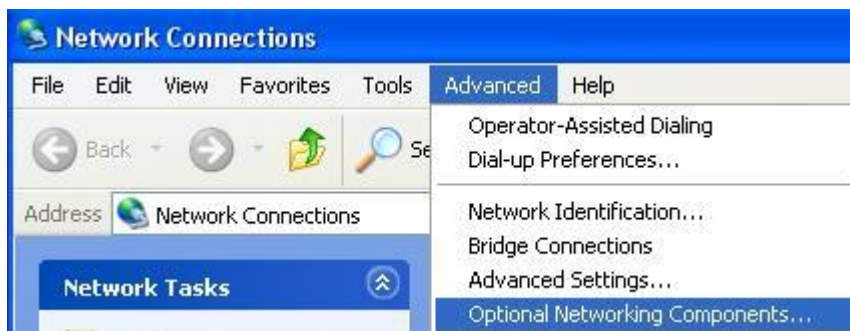 Network Connections
File Edit View Favorites Tools Advanced Help
Operator-Assisted Dialing
Back Se
Dial-up Preferences...
Address Network Connections
Network Identification...
Bridge Connections
Network Tasks
Advanced Settings...
Optional Networking Components...